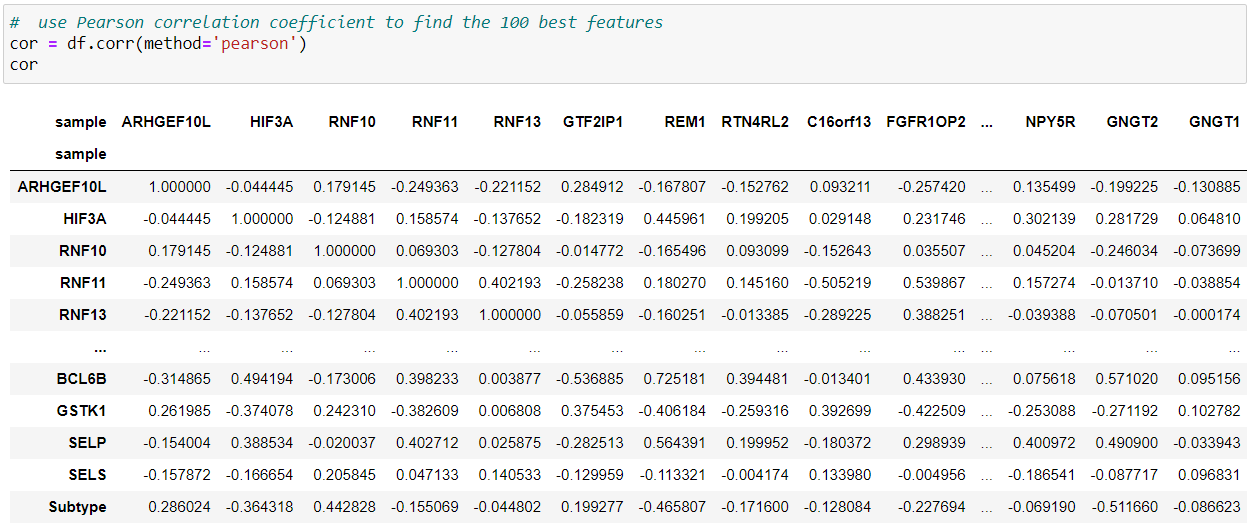 # use Pearson correlation coefficient to find the 100 best features
cor = df.corr(method='pearson')
cor
sample ARHGEF10L HIF3A RNF10 RNF11 RNF13 GTF2IP1 REM1 RTN4RL2 C16orf13 FGFR1OP2 ... NPY5R GNGT2 GNGT1
sample
ARHGEF10L 1.000000 -0.044445 0.179145 -0.249363 -0.221152 0.284912 -0.167807 -0.152762 0.093211 -0.257420 ... 0.135499 -0.199225 -0.130885
HIF3A -0.044445 1.000000 -0.124881 0.158574 -0.137652 -0.182319 0.445961 0.199205 0.029148 0.231746 ... 0.302139 0.281729 0.064810
RNF10 0.179145 -0.124881 1.000000 0.069303 -0.127804 -0.014772 -0.165496 0.093099 -0.152643 0.035507 ... 0.045204 -0.246034 -0.073699
RNF11 -0.249363 0.158574 0.069303 1.000000 0.402193 -0.258238 0.180270 0.145160 -0.505219 0.539867 ... 0.157274 -0.013710 -0.038854
RNF13 -0.221152 -0.137652 -0.127804 0.402193 1.000000 -0.055859 -0.160251 -0.013385 -0.289225 0.388251 ... -0.039388 -0.070501 -0.000174
... ... ... ... ... ... ... ... ... ... ... ... ... ... ...
BCL6B -0.314865 0.494194 -0.173006 0.398233 0.003877 -0.536885 0.725181 0.394481 -0.013401 0.433930 ... 0.075618 0.571020 0.095156
GSTK1 0.261985 -0.374078 0.242310 -0.382609 0.006808 0.375453 -0.406184 -0.259316 0.392699 -0.422509 ... -0.253088 -0.271192 0.102782
SELP -0.154004 0.388534 -0.020037 0.402712 0.025875 -0.282513 0.564391 0.199952 -0.180372 0.298939 ... 0.400972 0.490900 -0.033943
SELS -0.157872 -0.166654 0.205845 0.047133 0.140533 -0.129959 -0.113321 -0.004174 0.133980 -0.004956 ... -0.186541 -0.087717 0.096831
Subtype 0.286024 -0.364318 0.442828 -0.155069 -0.044802 0.199277 -0.465807 -0.171600 -0.128084 -0.227694 ... -0.069190 -0.511660 -0.086623